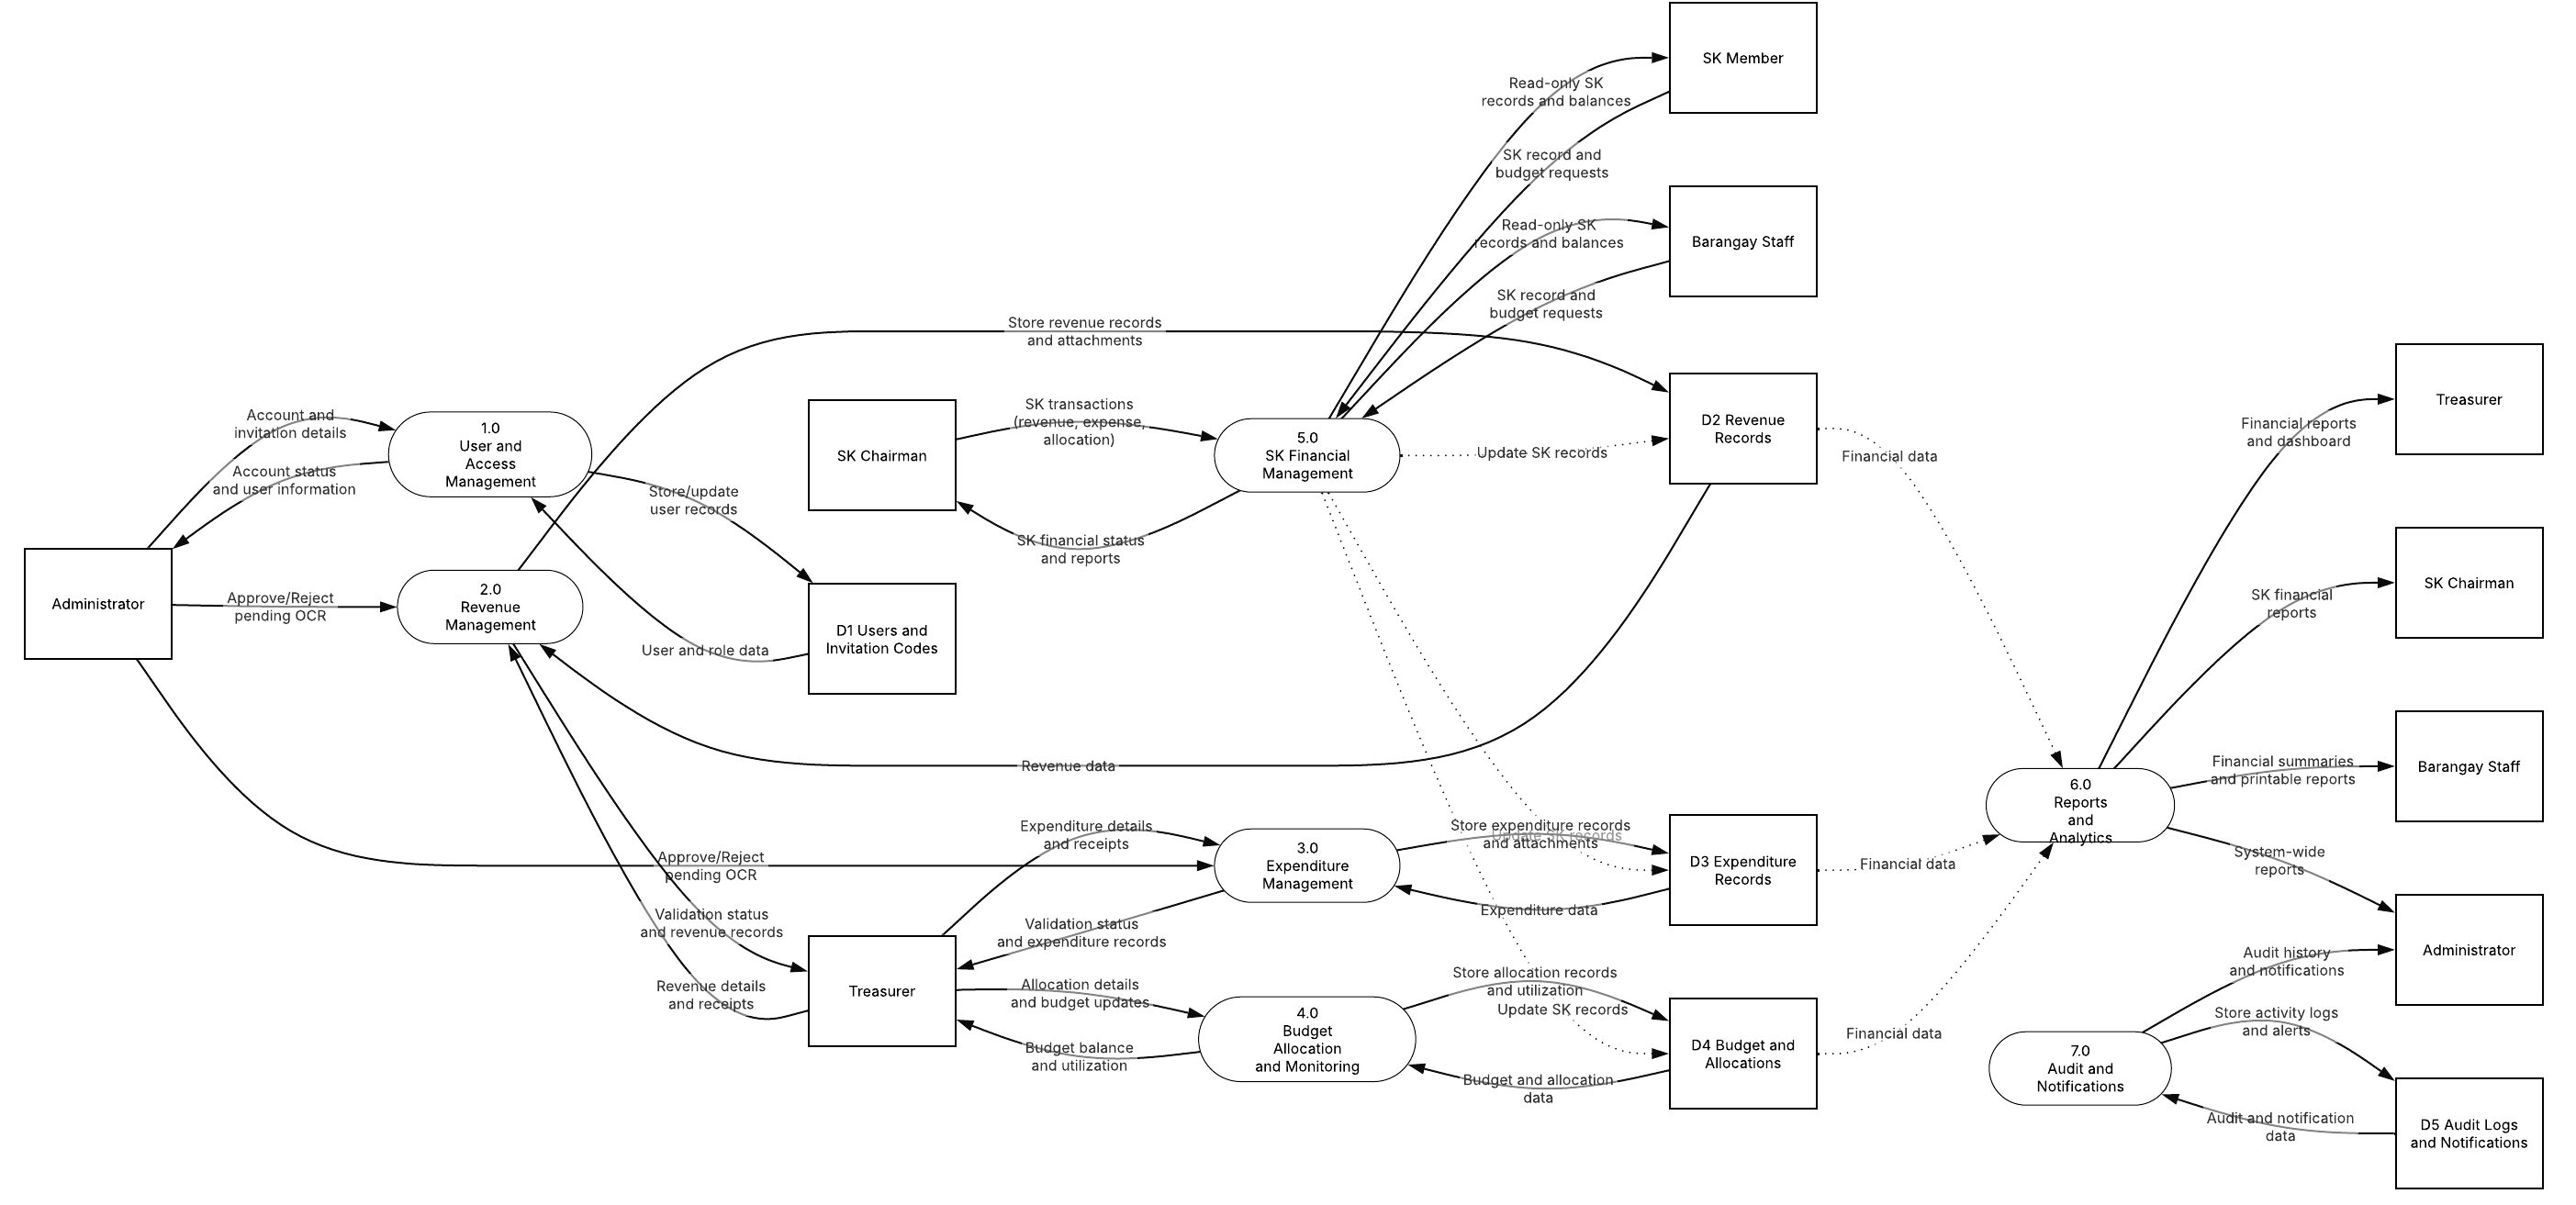 SK Member
Read-only SK
records and balances
SK record and
budget requests
Barangay Staff
Read-only SK
records and balances
SK record and
budget requests
Store revenue records
and attachments
Treasurer
Financial reports
and dashboard
D2 Revenue
Records
SK transactions
(revenue, expense,
allocation)
Account and
invitation details
1.0
User and
Access
Management
SK Chairman
5.0
SK Financial
Management
Update SK records
Financial data
Account status
and user information
Store/update
user records
SK financial status
and reports
Administrator
Approve/Reject
pending OCR
2.0
Revenue
Management
SK Chairman
SK financial
reports
D1 Users and
Invitation Codes
User and role data
Revenue data
Barangay Staff
Financial summaries
and printable reports
6.0
Reports
and
Analytics
Expenditure details
and receipts
Approve/Reject
pending OCR
3.0
Expenditure
Management
Store expenditure records
and attachments
Update SK records
D3 Expenditure
Records
Financial data
System-wide
reports
Expenditure data
Validation status
and revenue records
Validation status
and expenditure records
Administrator
Audit history
and notifications
Treasurer
Revenue details
and receipts
Allocation details
and budget updates
Store allocation records
and utilization
Update SK records
4.0
Budget
Allocation
and Monitoring
Budget balance
and utilization
D4 Budget and
Allocations
Financial data
Budget and allocation
data
Store activity logs
and alerts
7.0
Audit and
Notifications
Audit and notification
data
D5 Audit Logs
and Notifications